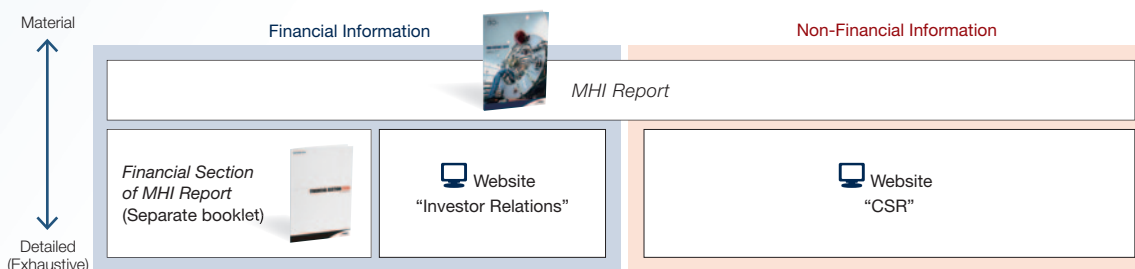 Material
Financial Information
Non-Financial Information
MHI Report
Financial Section
of MHI Report
(Separate booklet)
Website
“Investor Relations”
Website
“CSR”
Detailed
(Exhaustive)